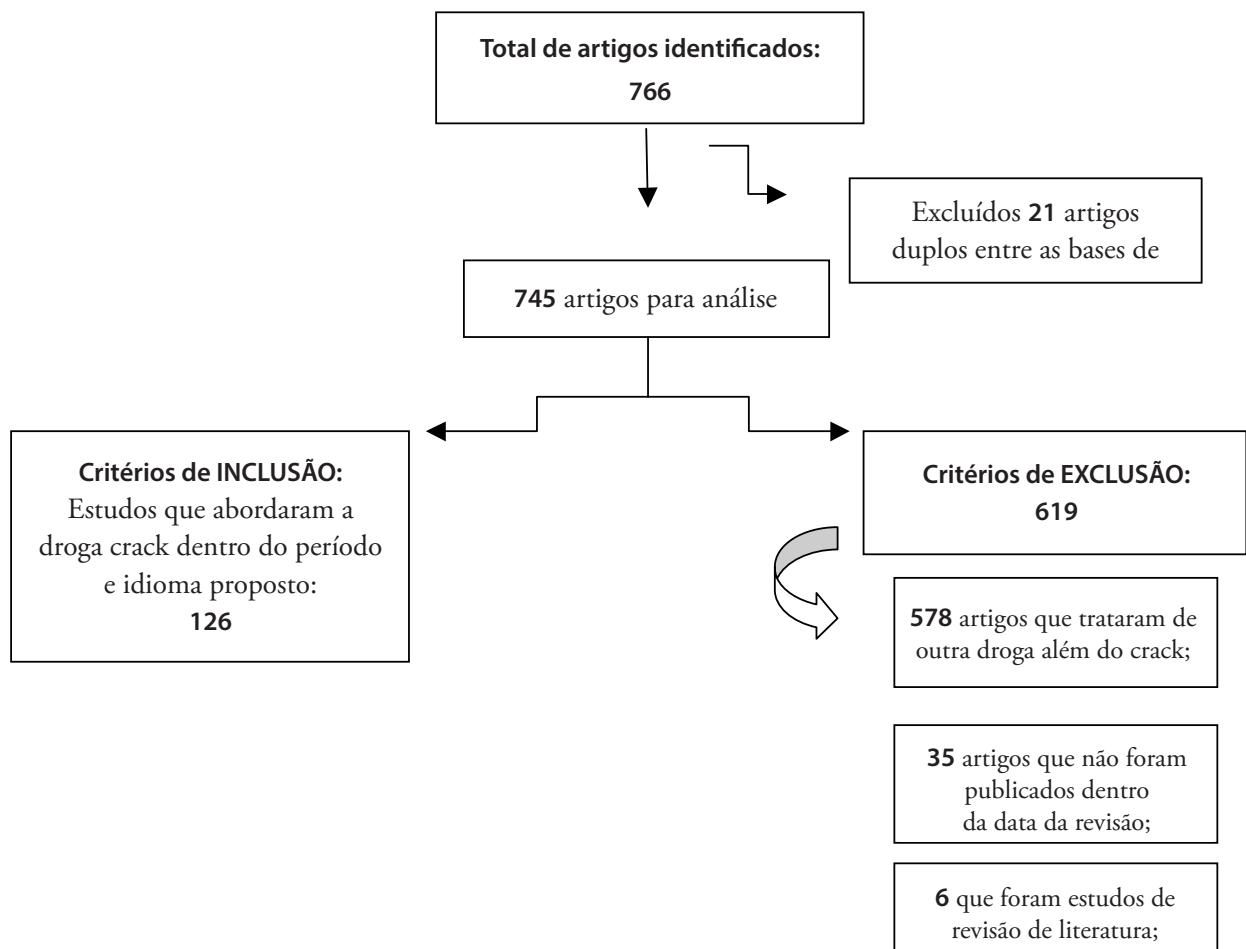 Total de artigos identificados:
766
Excluídos 21 artigos
duplos entre as bases de
745 artigos para análise
Critérios de INCLUSÃO:
Estudos que abordaram a
droga crack dentro do período
e idioma proposto:
126
Critérios de EXCLUSÃO:
619
578 artigos que trataram de
outra droga além do crack;
35 artigos que não foram
publicados dentro
da data da revisão;
6 que foram estudos de
revisão de literatura;